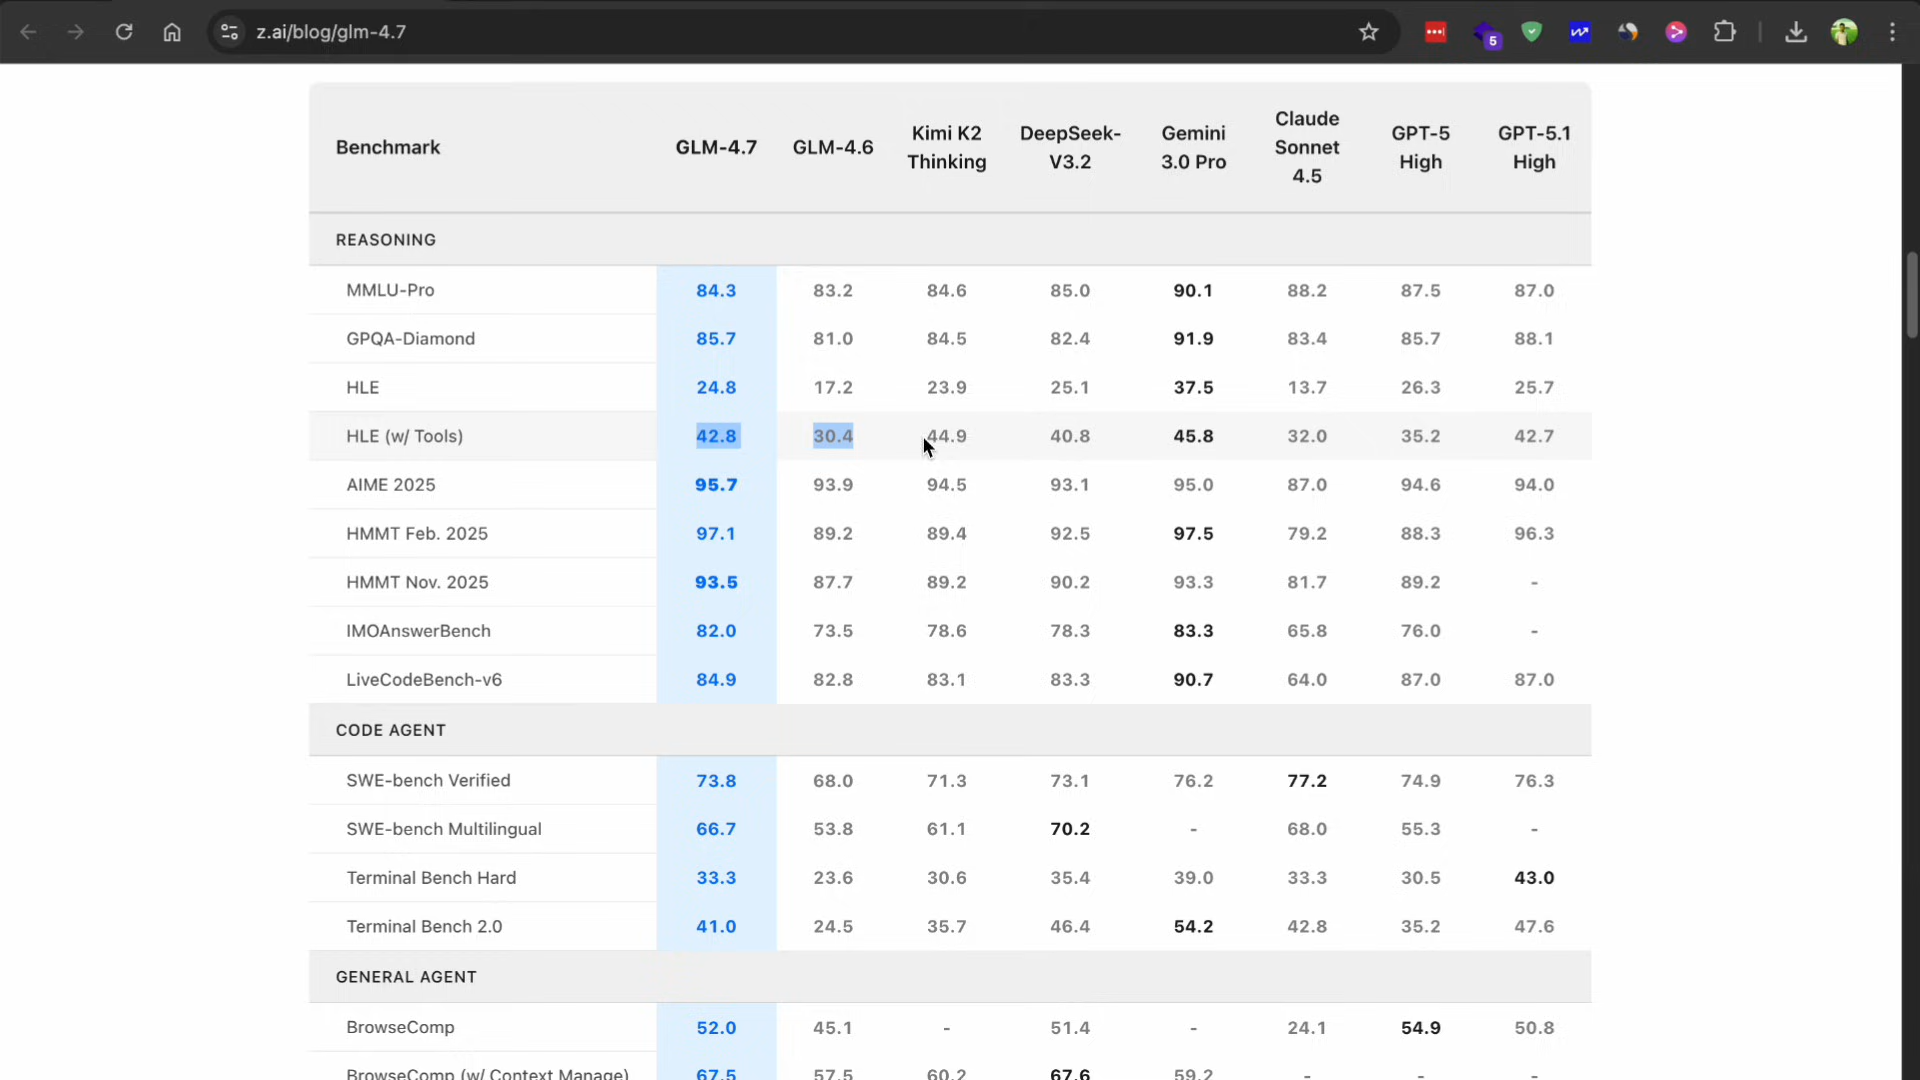 z.ai/blog/glm-4.7
5
Benchmark GLM-4.7 GLM-4.6 Kimi K2 Thinking DeepSeek-V3.2 Gemini 3.0 Pro Claude Sonnet 4.5 GPT-5 High GPT-5.1 High
REASONING
MMLU-Pro 84.3 83.2 84.6 85.0 90.1 88.2 87.5 87.0
GPQA-Diamond 85.7 81.0 84.5 82.4 91.9 83.4 85.7 88.1
HLE 24.8 17.2 23.9 25.1 37.5 13.7 26.3 25.7
HLE (w/ Tools) 42.8 30.4 44.9 40.8 45.8 32.0 35.2 42.7
AIME 2025 95.7 93.9 94.5 93.1 95.0 87.0 94.6 94.0
HMMT Feb. 2025 97.1 89.2 89.4 92.5 97.5 79.2 88.3 96.3
HMMT Nov. 2025 93.5 87.7 89.2 90.2 93.3 81.7 89.2 -
IMOAnswerBench 82.0 73.5 78.6 78.3 83.3 65.8 76.0 -
LiveCodeBench-v6 84.9 82.8 83.1 83.3 90.7 64.0 87.0 87.0
CODE AGENT
SWE-bench Verified 73.8 68.0 71.3 73.1 76.2 77.2 74.9 76.3
SWE-bench Multilingual 66.7 53.8 61.1 70.2 - 68.0 55.3 -
Terminal Bench Hard 33.3 23.6 30.6 35.4 39.0 33.3 30.5 43.0
Terminal Bench 2.0 41.0 24.5 35.7 46.4 54.2 42.8 35.2 47.6
GENERAL AGENT
BrowseComp 52.0 45.1 - 51.4 - 24.1 54.9 50.8
BrowseComp (w/ Context Manage) 67.5 57.5 60.2 67.6 59.2 - - -